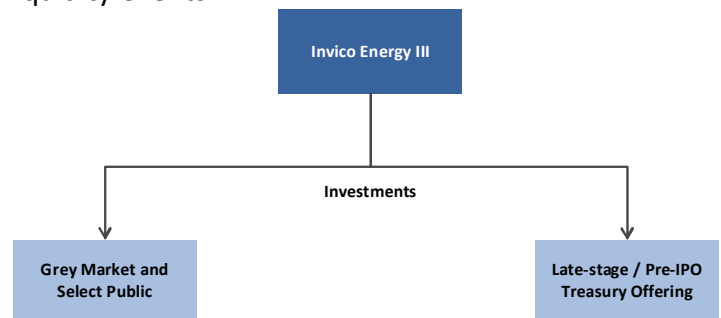 Invico Energy III
Investments
Grey Market and
Select Public
Late-stage / Pre-IPO
Treasury Offering